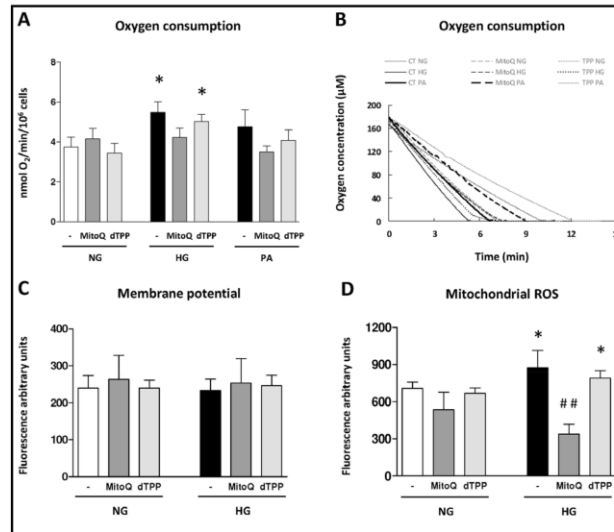 A
Oxygen consumption
nmol O₂/min/10⁶ cells
8
6
4
2
0
*
*
- MitoQ dTPP
- MitoQ dTPP
- MitoQ dTPP
NG
HG
PA
B
Oxygen consumption
CT NG
MitoQ NG
TPP NG
CT HG
MitoQ HG
TPP HG
CT PA
MitoQ PA
TPP PA
Oxygen concentration (µM)
200
160
120
80
40
0
0 3 6 9 12 15
Time (min)
C
Membrane potential
Fluorescence arbitrary units
400
300
200
100
0
- MitoQ dTPP
- MitoQ dTPP
NG
HG
D
Mitochondrial ROS
Fluorescence arbitrary units
1200
900
600
300
0
*
##
*
- MitoQ dTPP
- MitoQ dTPP
NG
HG